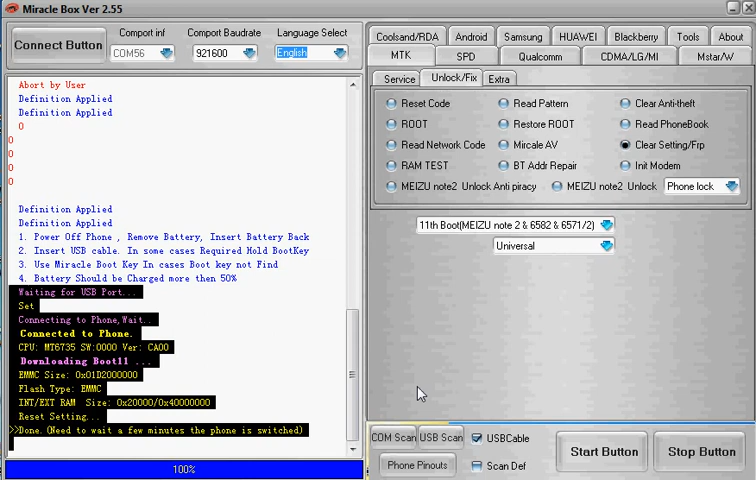 Miracle Box Ver 2.55
Connect Button
Comport inf
Comport Baudrate
Language Select
COM56
921600
English
Abort by User
Definition Applied
Definition Applied
0
0
0
0
0
Definition Applied
Definition Applied
1. Power Off Phone , Remove Battery, Insert Battery Back
2. Insert USB cable. In some cases Required Hold BootKey
3. Use Miracle Boot Key In cases Boot key not Find
4. Battery Should be Charged more then 50%
Waiting for USB Port...
Set
Connecting to Phone,Wait..
Connected to Phone.
CPU: MT6735 SW:0000 Ver: CA00
Downloading Boot11 ...
EMMC Size: 0x01D2000000
Flash Type: EMMC
INT/EXT RAM Size: 0x20000/0x40000000
Reset Setting...
>>Done. (Need to wait a few minutes the phone is switched)
100%
Coolsand/RDA
Android
Samsung
HUAWEI
Blackberry
Tools
About
MTK
SPD
Qualcomm
CDMA/LG/MI
Mstar/W
Service
Unlock/Fix
Extra
Reset Code
Read Pattern
Clear Anti-theft
ROOT
Restore ROOT
Read PhoneBook
Read Network Code
Mircale AV
Clear Setting/Frp
RAM TEST
BT Addr Repair
Init Modem
MEIZU note2 Unlock Anti piracy
MEIZU note2 Unlock
Phone lock
11th Boot(MEIZU note 2 & 6582 & 6571/2)
Universal
COM Scan
USB Scan
USBCable
Phone Pinouts
Scan Def
Start Button
Stop Button